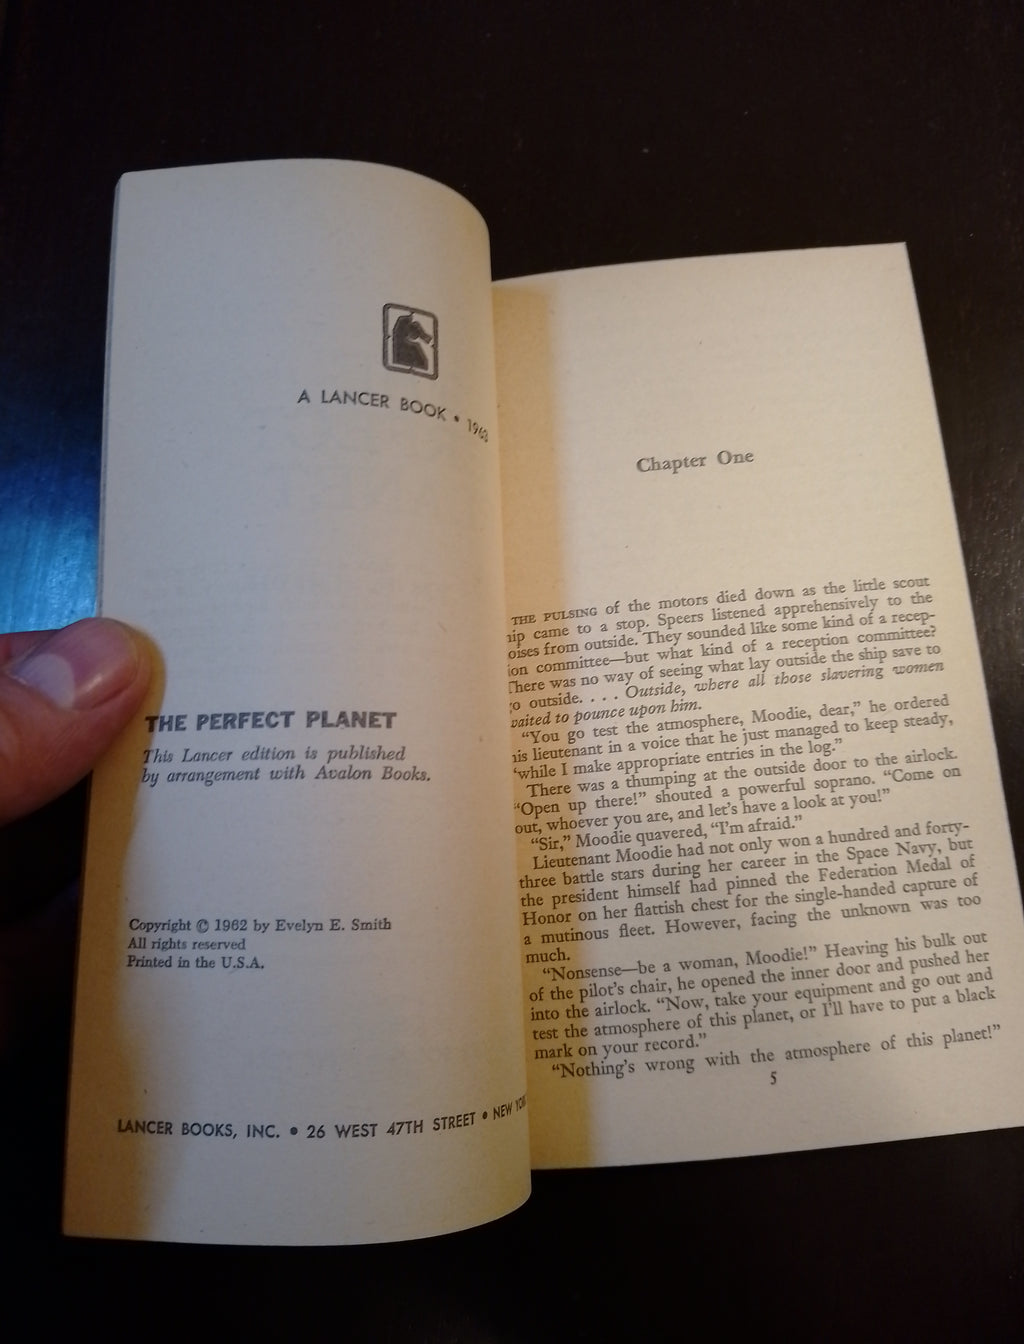 A LANCER BOOK • 1963
THE PERFECT PLANET
This Lancer edition is published
by arrangement with Avalon Books.
Copyright © 1962 by Evelyn E. Smith
All rights reserved
Printed in the U.S.A.
LANCER BOOKS, INC. • 26 WEST 47TH STREET • NEW YO
Chapter One
THE PULSING of the motors died down as the little scout
hip came to a stop. Speers listened apprehensively to the
oises from outside. They sounded like some kind of a recep-
ion committee—but what kind of a reception committee?
There was no way of seeing what lay outside the ship save to
go outside. . . . Outside, where all those slavering women
waited to pounce upon him.
“You go test the atmosphere, Moodie, dear,” he ordered
his lieutenant in a voice that he just managed to keep steady,
“while I make appropriate entries in the log.”
There was a thumping at the outside door to the airlock.
“Open up there!” shouted a powerful soprano. “Come on
out, whoever you are, and let’s have a look at you!”
“Sir,” Moodie quavered, “I’m afraid.”
Lieutenant Moodie had not only won a hundred and forty-
three battle stars during her career in the Space Navy, but
the president himself had pinned the Federation Medal of
Honor on her flattish chest for the single-handed capture of
a mutinous fleet. However, facing the unknown was too
much.
“Nonsense—be a woman, Moodie!” Heaving his bulk out
of the pilot’s chair, he opened the inner door and pushed her
into the airlock. “Now, take your equipment and go out and
test the atmosphere of this planet, or I’ll have to put a black
mark on your record.”
“Nothing’s wrong with the atmosphere of this planet!”
5